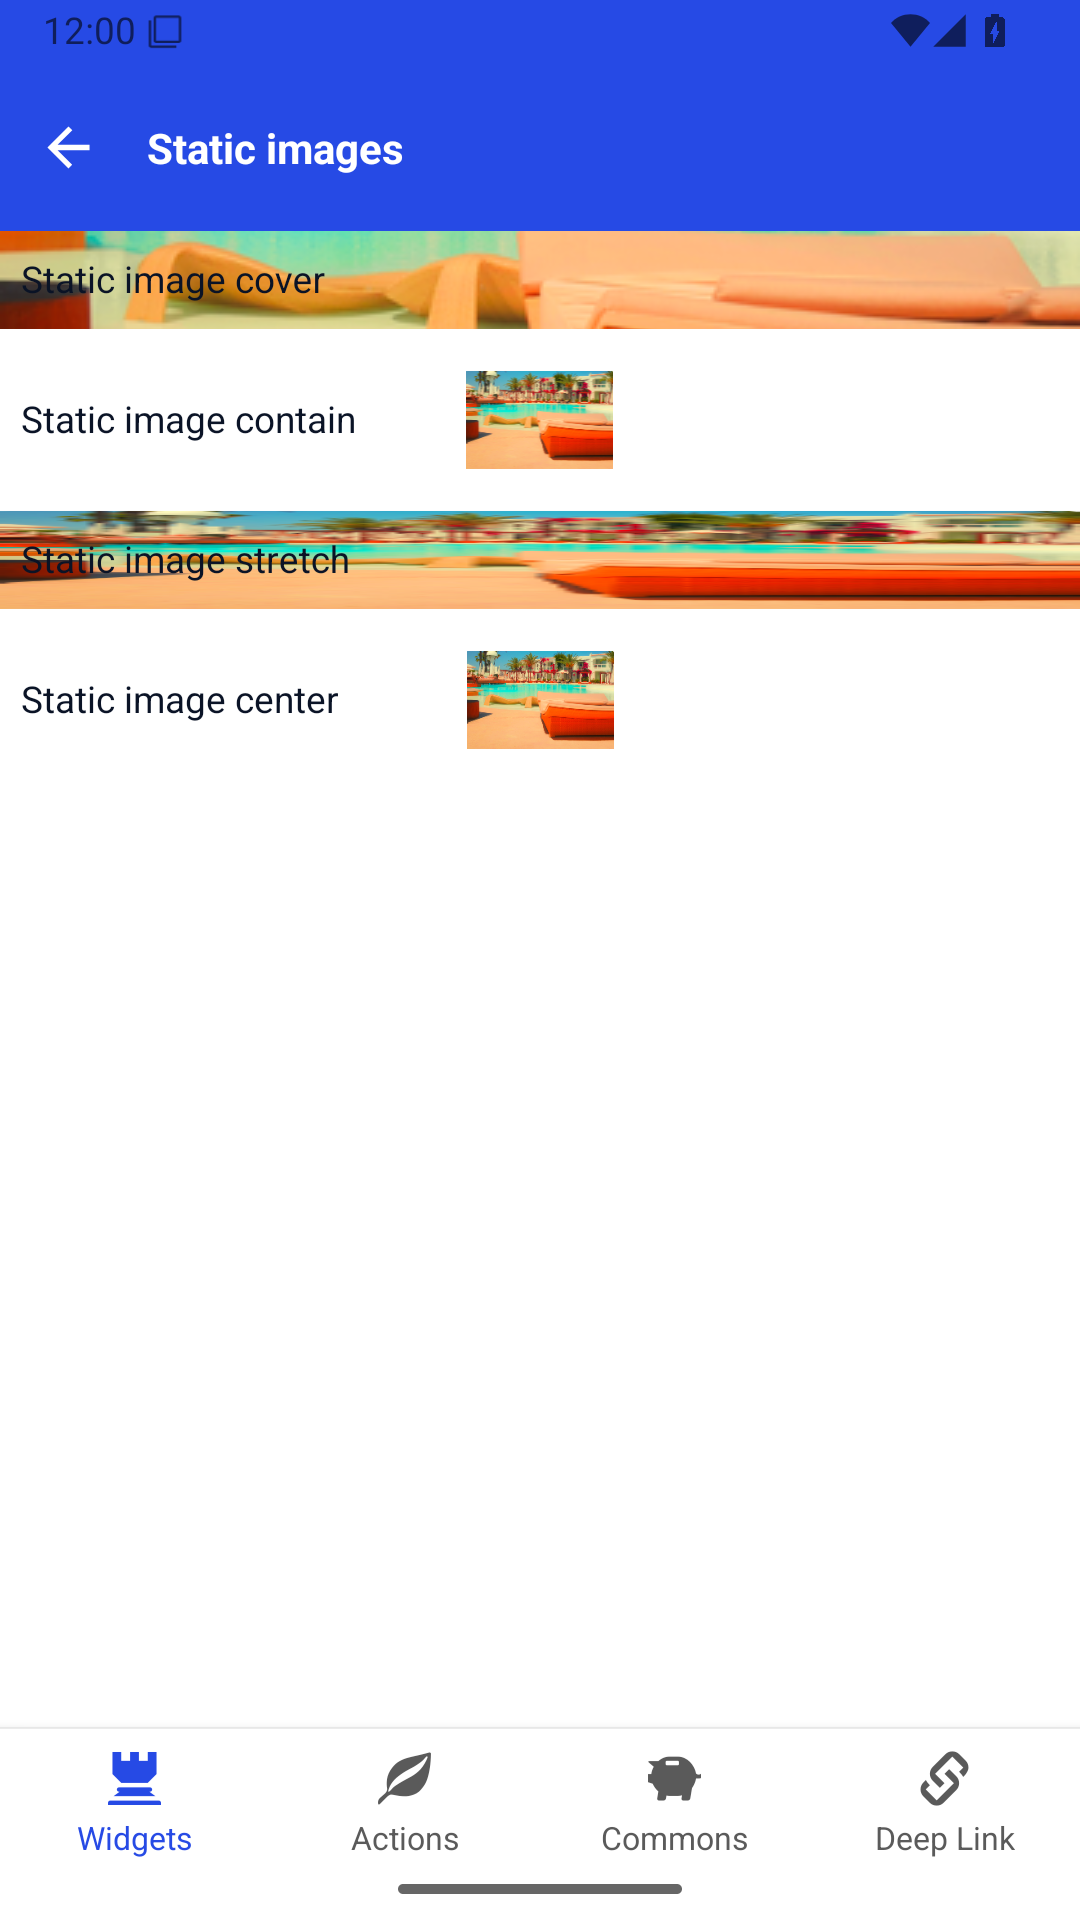 12:00
Static images
Static image cover
Static image contain
Static image stretch
Static image center
Widgets
Actions
Commons
Deep Link